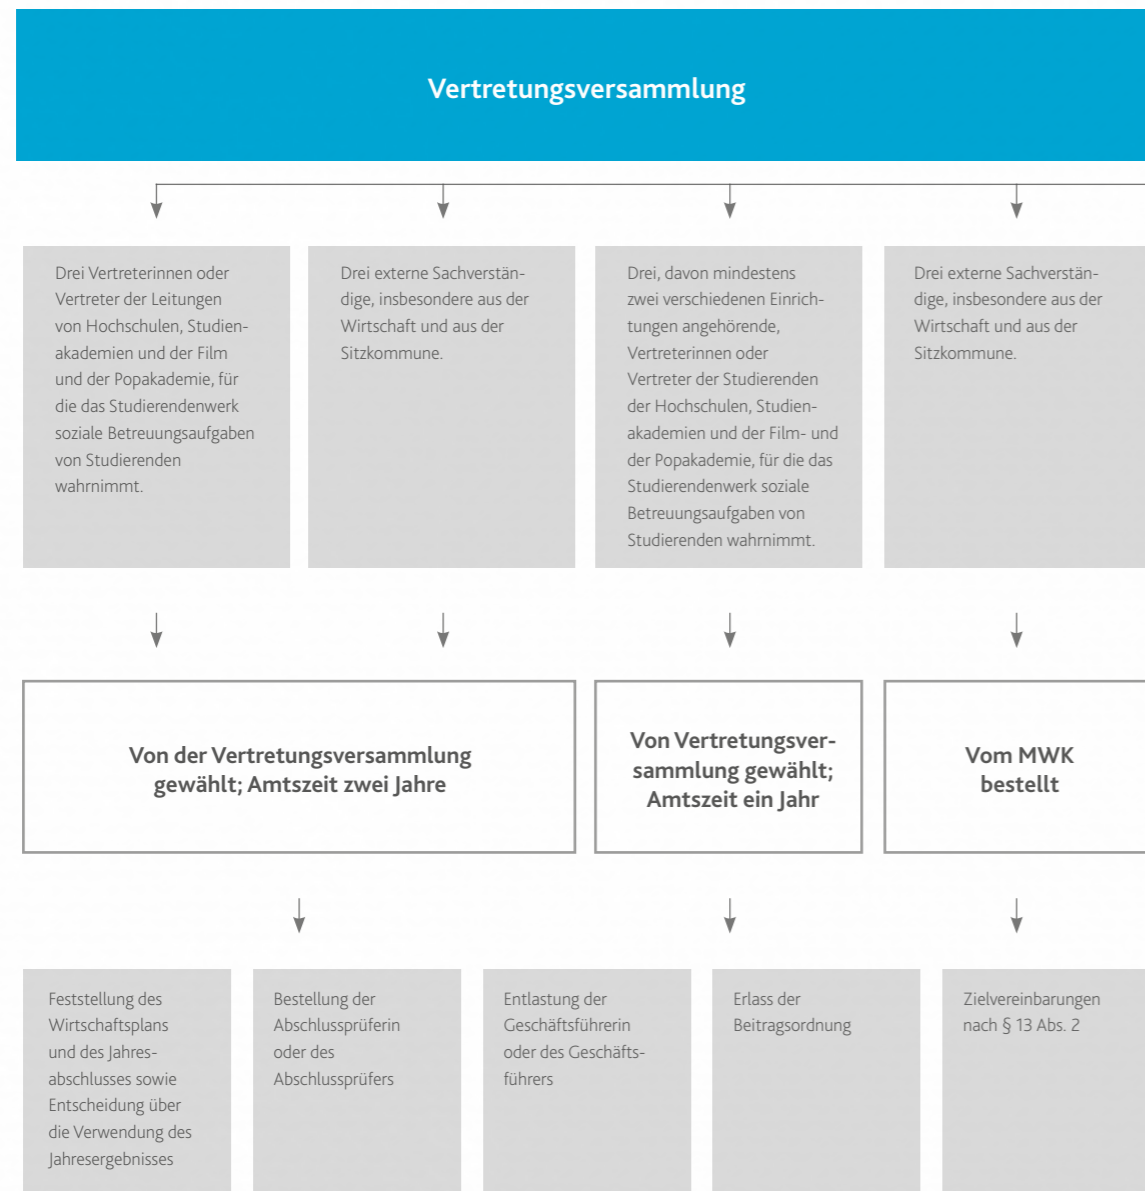 Vertretungsversammlung
Drei Vertreterinnen oder
Vertreter der Leitungen
von Hochschulen, Studien-
akademien und der Film
und der Popakademie, für
die das Studierendenwerk
soziale Betreuungsaufgaben
von Studierenden
wahrnimmt.
Drei externe Sachverstän-
dige, insbesondere aus der
Wirtschaft und aus der
Sitzkommune.
Drei, davon mindestens
zwei verschiedenen Einrich-
tungen angehörende,
Vertreterinnen oder
Vertreter der Studierenden
der Hochschulen, Studien-
akademien und der Film- und
der Popakademie, für die das
Studierendenwerk soziale
Betreuungsaufgaben von
Studierenden wahrnimmt.
Drei externe Sachverstän-
dige, insbesondere aus der
Wirtschaft und aus der
Sitzkommune.
Von der Vertretungsversammlung
gewählt; Amtszeit zwei Jahre
Von Vertretungsver-
sammlung gewählt;
Amtszeit ein Jahr
Vom MWK
bestellt
Feststellung des
Wirtschaftsplans
und des Jahres-
abschlusses sowie
Entscheidung über
die Verwendung des
Jahresergebnisses
Bestellung der
Abschlussprüferin
oder des
Abschlussprüfers
Entlastung der
Geschäftsführerin
oder des Geschäfts-
führers
Erlass der
Beitragsordnung
Zielvereinbarungen
nach § 13 Abs. 2